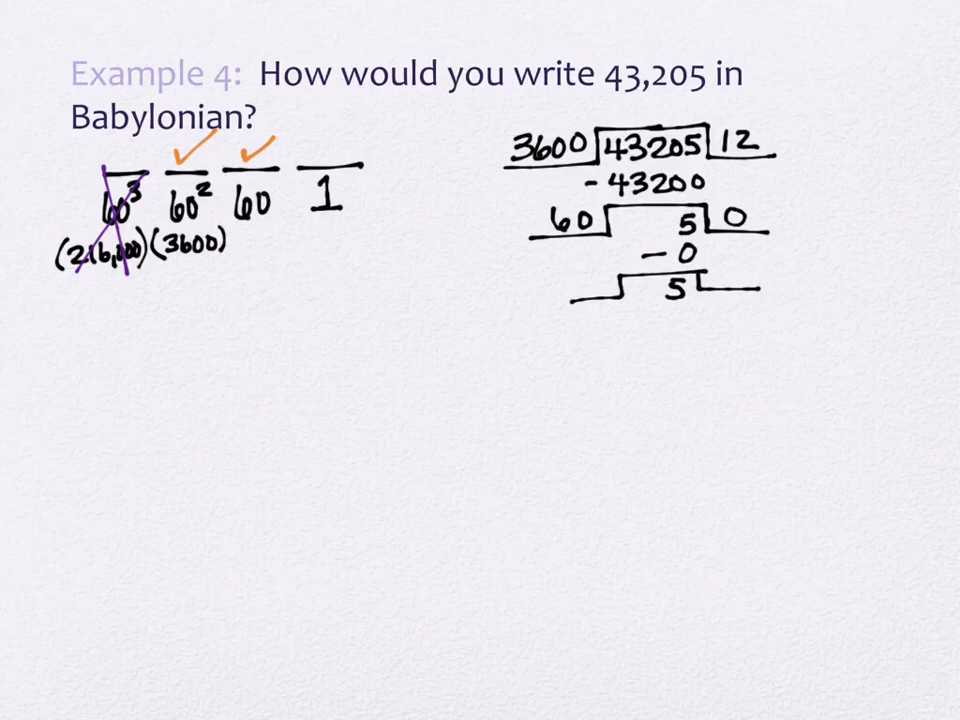 Example 4: How would you write 43,205 in
Babylonian?
60³ 60² 60 1
(216,000) (3600)
3600 43205 12
- 43200
60 5 0
- 0
5